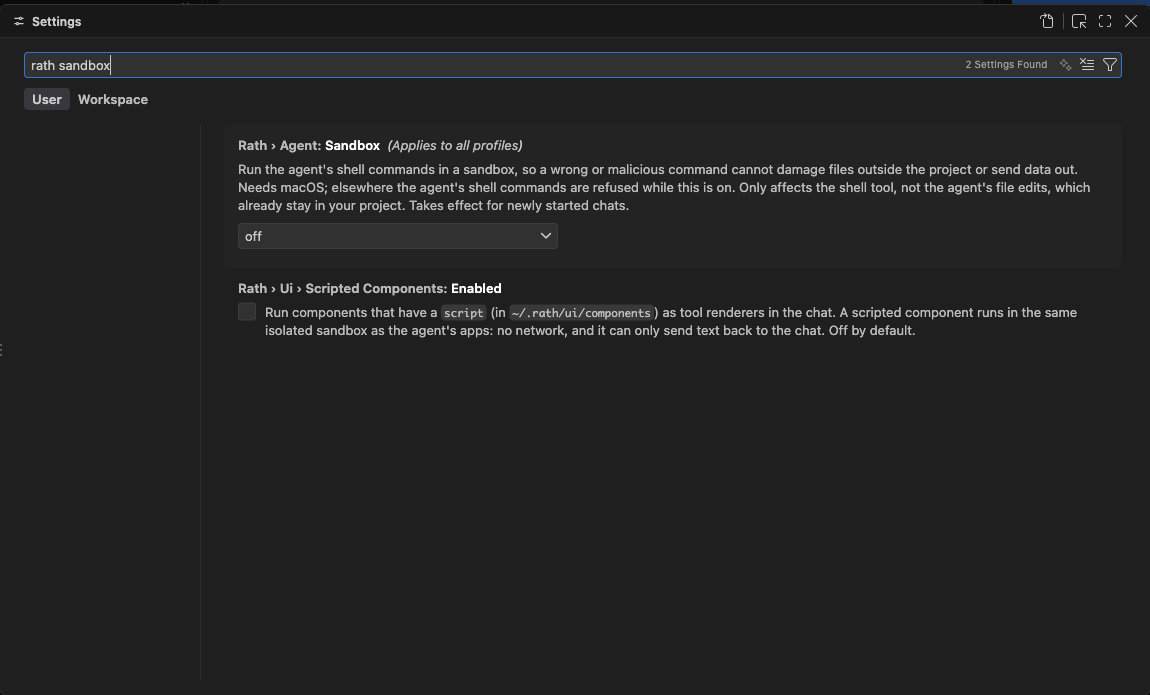 Settings
rath sandbox
2 Settings Found
User Workspace
Rath › Agent: Sandbox (Applies to all profiles)
Run the agent's shell commands in a sandbox, so a wrong or malicious command cannot damage files outside the project or send data out.
Needs macOS; elsewhere the agent's shell commands are refused while this is on. Only affects the shell tool, not the agent's file edits, which
already stay in your project. Takes effect for newly started chats.
off
Rath › Ui › Scripted Components: Enabled
Run components that have a script (in ~/.rath/ui/components) as tool renderers in the chat. A scripted component runs in the same
isolated sandbox as the agent's apps: no network, and it can only send text back to the chat. Off by default.